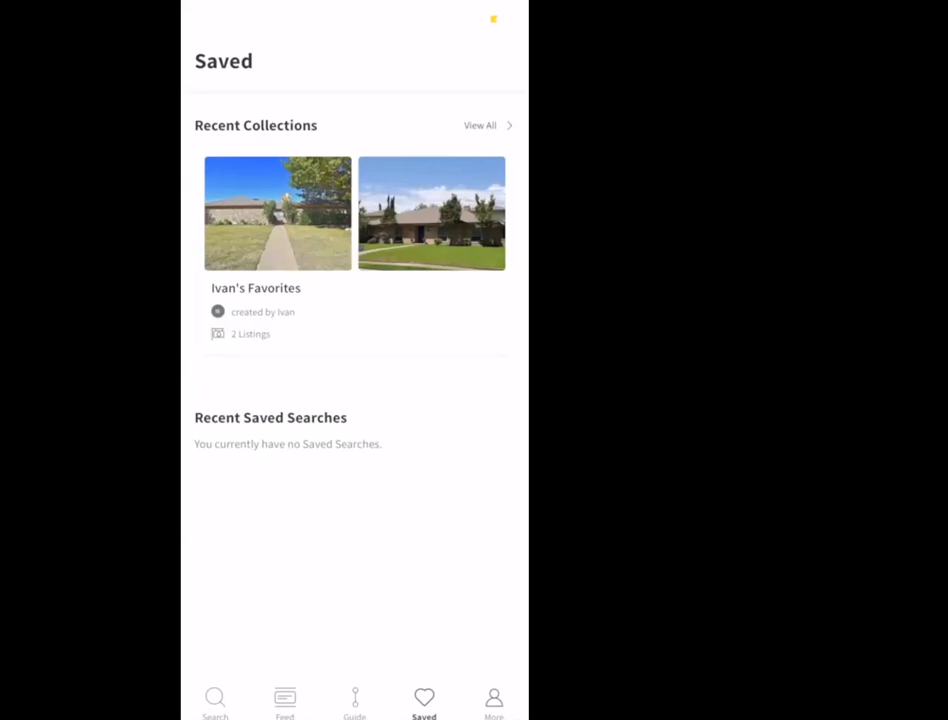 Saved
Recent Collections
View All
Ivan's Favorites
created by Ivan
2 Listings
Recent Saved Searches
You currently have no Saved Searches.
Search
Feed
Guide
Saved
More